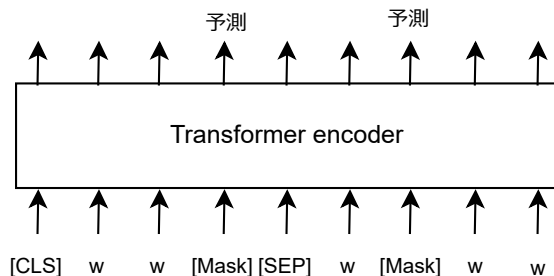 予測 予測
Transformer encoder
[CLS] w w [Mask] [SEP] w [Mask] w w